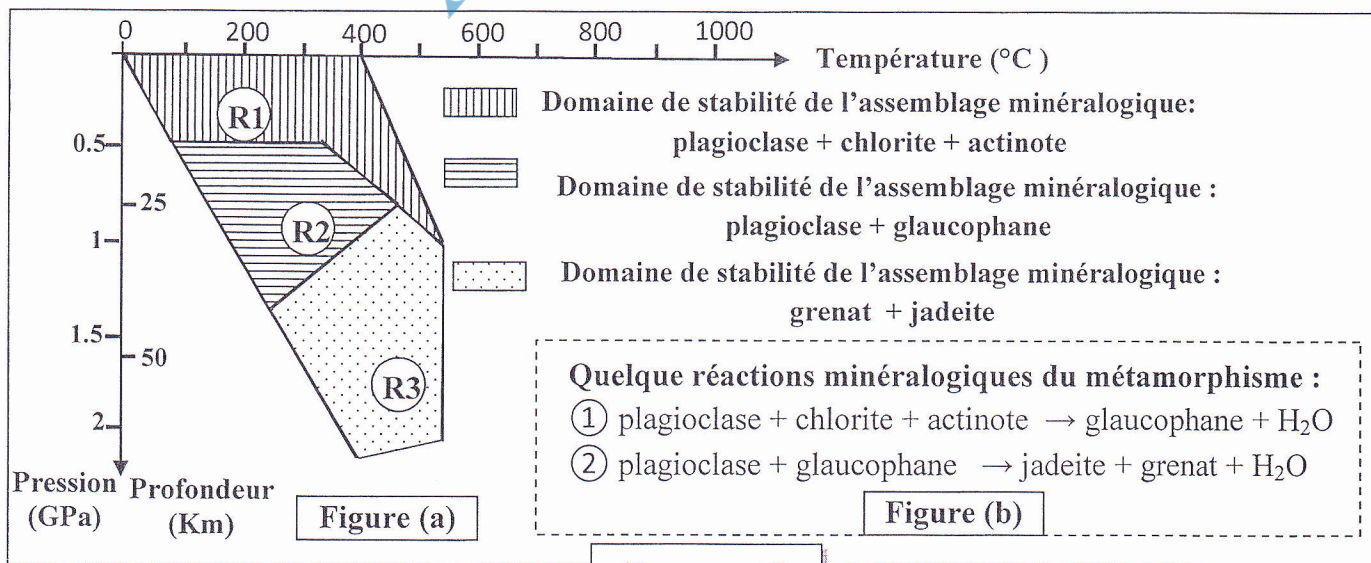 0 200 400 600 800 1000
Température (°C )
Domaine de stabilité de l'assemblage minéralogique:
plagioclase + chlorite + actinote
Domaine de stabilité de l'assemblage minéralogique :
plagioclase + glaucophane
Domaine de stabilité de l'assemblage minéralogique :
grenat + jadeite
R1
0.5
25
R2
1
1.5
50
R3
2
Pression
(GPa)
Profondeur
(Km)
Figure (a)
Quelque réactions minéralogiques du métamorphisme :
① plagioclase + chlorite + actinote → glaucophane + H₂O
② plagioclase + glaucophane → jadeite + grenat + H₂O
Figure (b)